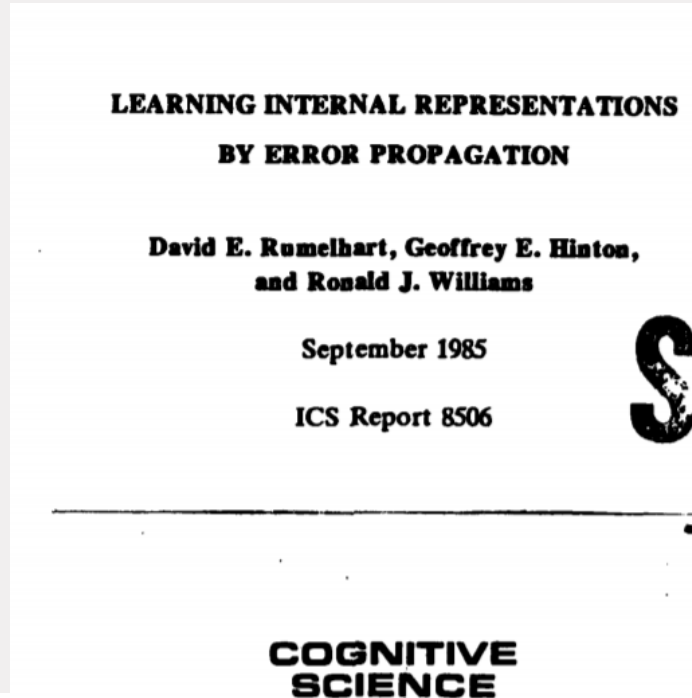 LEARNING INTERNAL REPRESENTATIONS
BY ERROR PROPAGATION
David E. Rumelhart, Geoffrey E. Hinton,
and Ronald J. Williams
September 1985
ICS Report 8506
S
COGNITIVE
SCIENCE